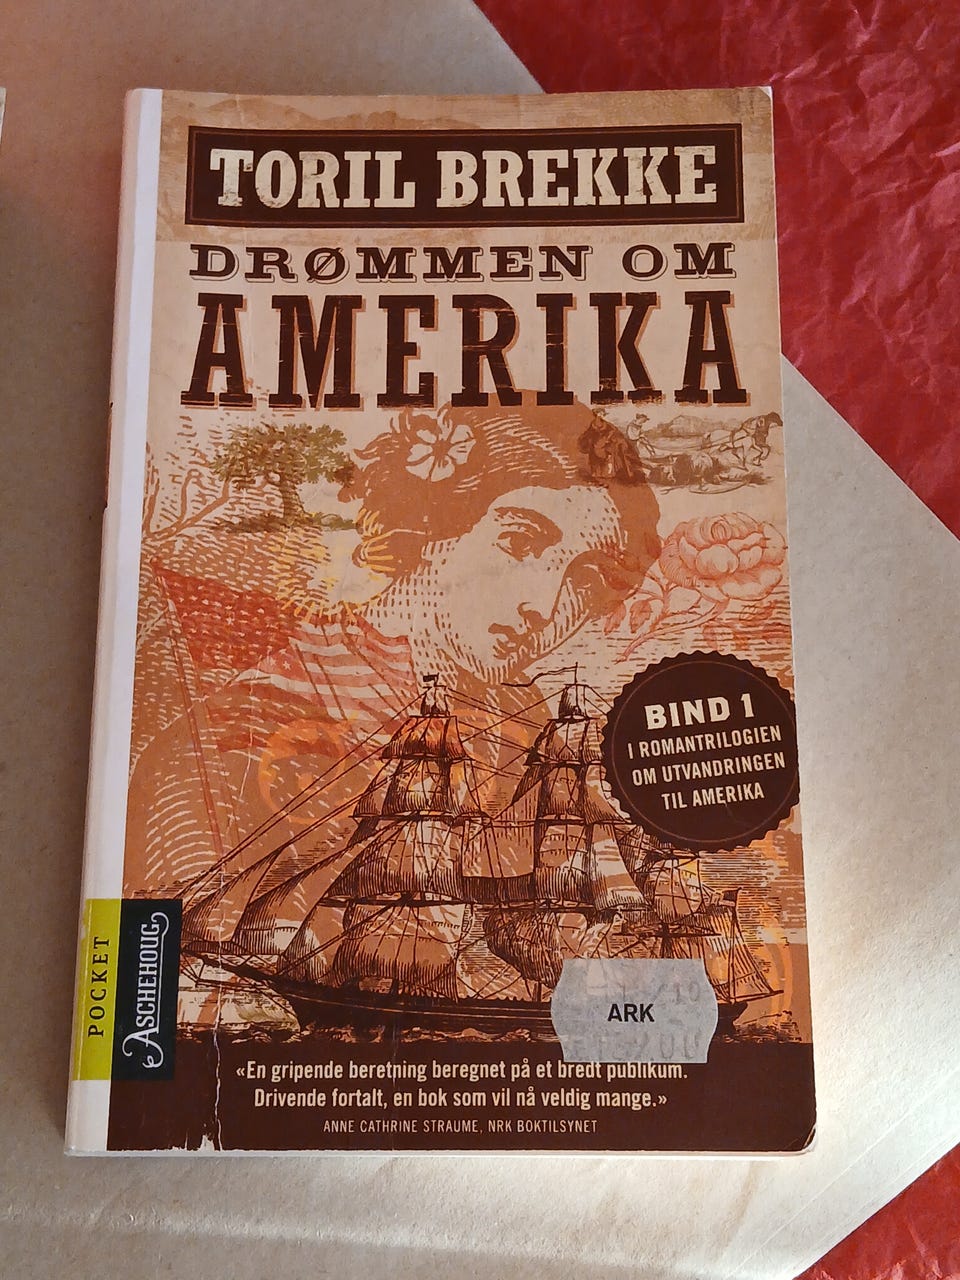 TORIL BREKKE
DRØMMEN OM
AMERIKA
BIND 1
I ROMANTRILOGIEN
OM UTVANDRINGEN
TIL AMERIKA
POCKET
ASCHEHOUG
ARK
«En gripende beretning beregnet på et bredt publikum.
Drivende fortalt, en bok som vil nå veldig mange.»
ANNE CATHRINE STRAUME, NRK BOKTILSYNET